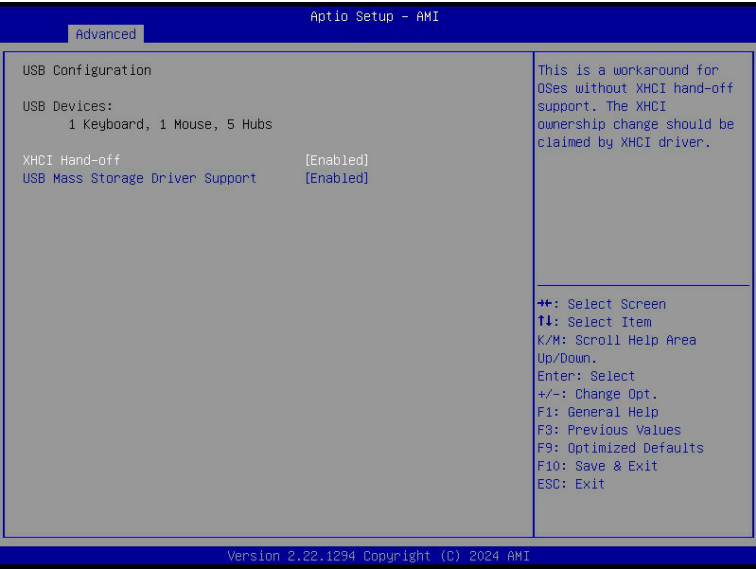 Aptio Setup – AMI
Advanced
USB Configuration
USB Devices:
1 Keyboard, 1 Mouse, 5 Hubs
XHCI Hand-off [Enabled]
USB Mass Storage Driver Support [Enabled]
This is a workaround for
OSes without XHCI hand-off
support. The XHCI
ownership change should be
claimed by XHCI driver.
→←: Select Screen
↑↓: Select Item
K/M: Scroll Help Area
Up/Down.
Enter: Select
+/-: Change Opt.
F1: General Help
F3: Previous Values
F9: Optimized Defaults
F10: Save & Exit
ESC: Exit
Version 2.22.1294 Copyright (C) 2024 AMI